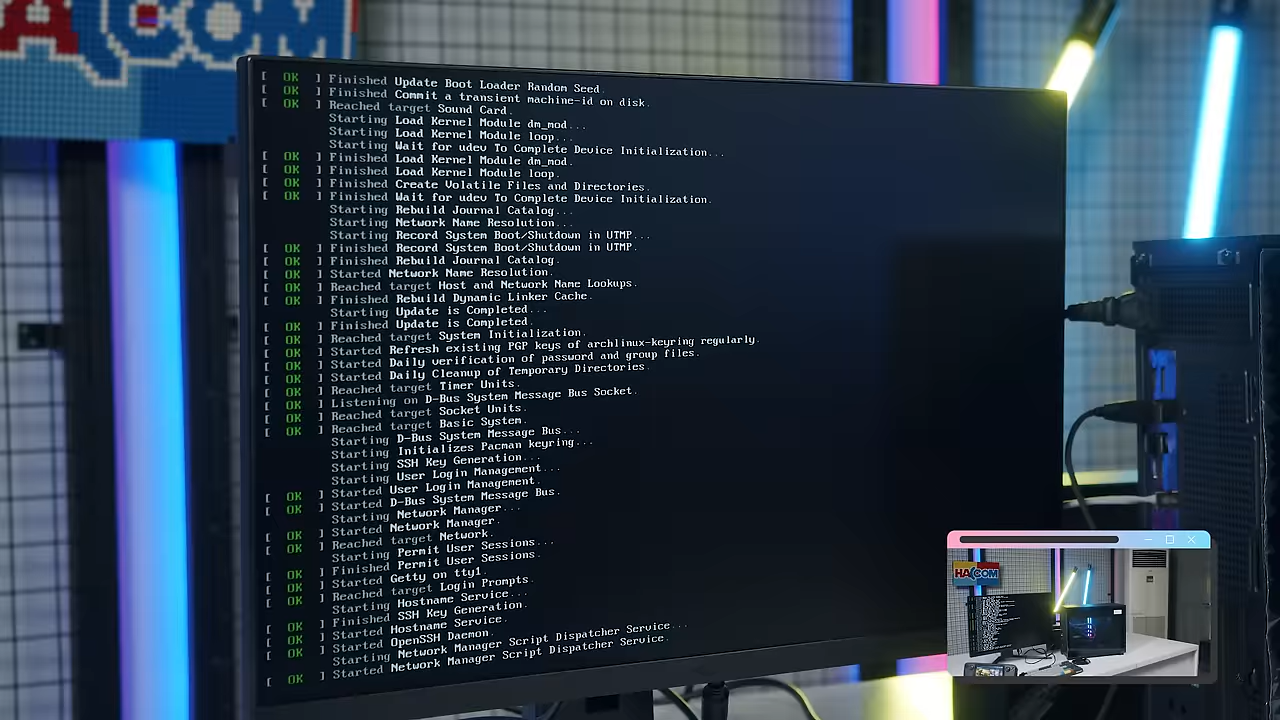 HACOM
[ OK ] Finished Update Boot Loader Random Seed.
[ OK ] Finished Commit a transient machine-id on disk.
[ OK ] Reached target Sound Card.
Starting Load Kernel Module dm_mod...
Starting Load Kernel Module loop...
Starting Wait for udev To Complete Device Initialization...
[ OK ] Finished Load Kernel Module dm_mod.
[ OK ] Finished Load Kernel Module loop.
[ OK ] Finished Create Volatile Files and Directories.
[ OK ] Finished Wait for udev To Complete Device Initialization.
Starting Rebuild Journal Catalog...
Starting Network Name Resolution...
Starting Record System Boot/Shutdown in UTMP...
[ OK ] Finished Record System Boot/Shutdown in UTMP.
[ OK ] Finished Rebuild Journal Catalog.
[ OK ] Started Network Name Resolution.
[ OK ] Reached target Host and Network Name Lookups.
[ OK ] Finished Rebuild Dynamic Linker Cache.
Starting Update is Completed...
[ OK ] Finished Update is Completed.
[ OK ] Reached target System Initialization.
[ OK ] Started Refresh existing PGP keys of archlinux-keyring regularly.
[ OK ] Started Daily verification of password and group files.
[ OK ] Started Daily Cleanup of Temporary Directories.
[ OK ] Reached target Timer Units.
[ OK ] Listening on D-Bus System Message Bus Socket.
[ OK ] Reached target Socket Units.
[ OK ] Reached target Basic System.
Starting D-Bus System Message Bus...
Starting Initializes Pacman keyring...
Starting SSH Key Generation...
Starting User Login Management...
[ OK ] Started User Login Management.
[ OK ] Started D-Bus System Message Bus.
Starting Network Manager...
[ OK ] Started Network Manager.
[ OK ] Reached target Network.
Starting Permit User Sessions...
[ OK ] Finished Permit User Sessions.
[ OK ] Started Getty on tty1.
[ OK ] Reached target Login Prompts.
Starting Hostname Service...
[ OK ] Finished SSH Key Generation.
[ OK ] Started Hostname Service.
[ OK ] Started OpenSSH Daemon.
Starting Network Manager Script Dispatcher Service...
[ OK ] Started Network Manager Script Dispatcher Service.
HACOM